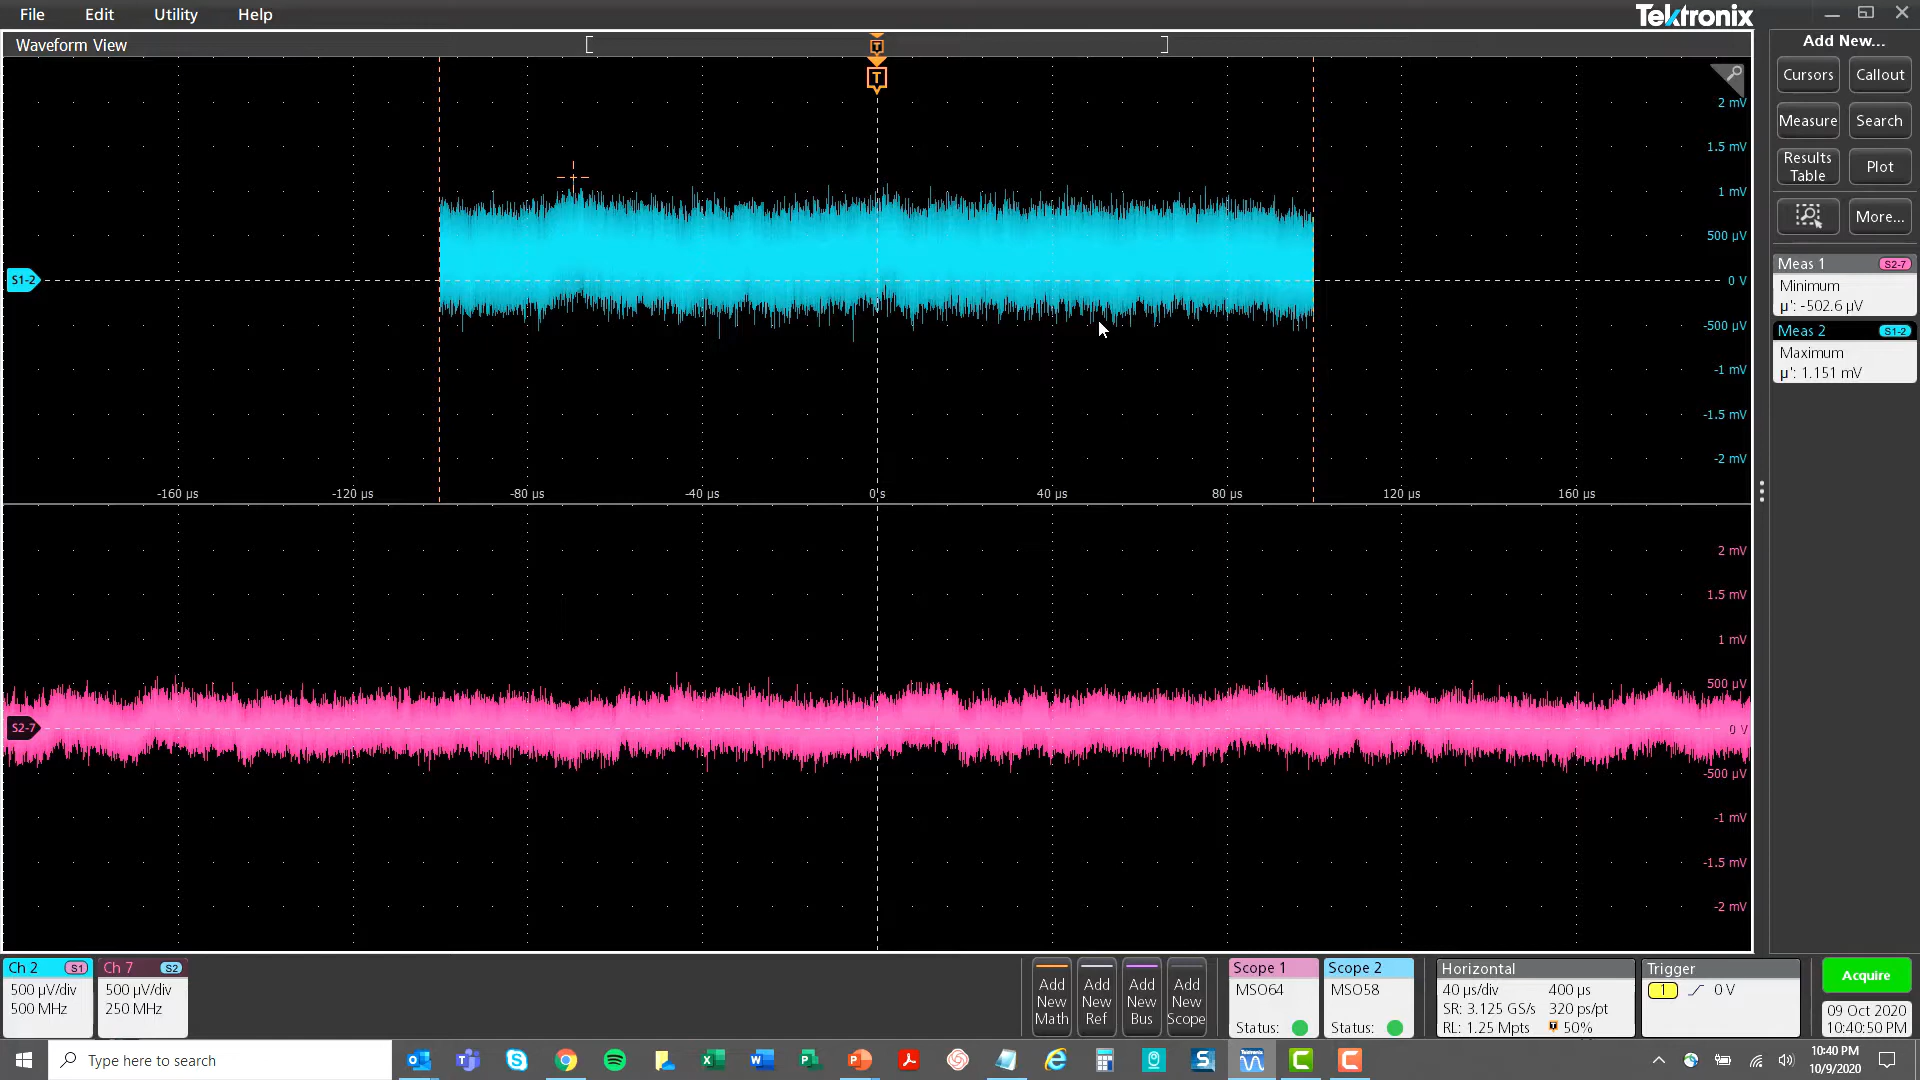 File Edit Utility Help
Tektronix
Waveform View
Add New...
T
T
Cursors Callout
Measure Search
Results Table Plot
More...
Meas 1 S2-7
Minimum
µ': -502.6 µV
Meas 2 S1-2
Maximum
µ': 1.151 mV
2 mV
1.5 mV
1 mV
500 µV
S1-2 0 V
-500 µV
-1 mV
-1.5 mV
-2 mV
-160 µs -120 µs -80 µs -40 µs 0 s 40 µs 80 µs 120 µs 160 µs
2 mV
1.5 mV
1 mV
500 µV
S2-7 0 V
-500 µV
-1 mV
-1.5 mV
-2 mV
Ch 2 S1
500 µV/div
500 MHz
Ch 7 S2
500 µV/div
250 MHz
Add New Math
Add New Ref
Add New Bus
Add New Scope
Scope 1
MSO64
Status:
Scope 2
MSO58
Status:
Horizontal
40 µs/div 400 µs
SR: 3.125 GS/s 320 ps/pt
RL: 1.25 Mpts T 50%
Trigger
1 0 V
Acquire
09 Oct 2020
10:40:50 PM
Type here to search
10:40 PM
10/9/2020